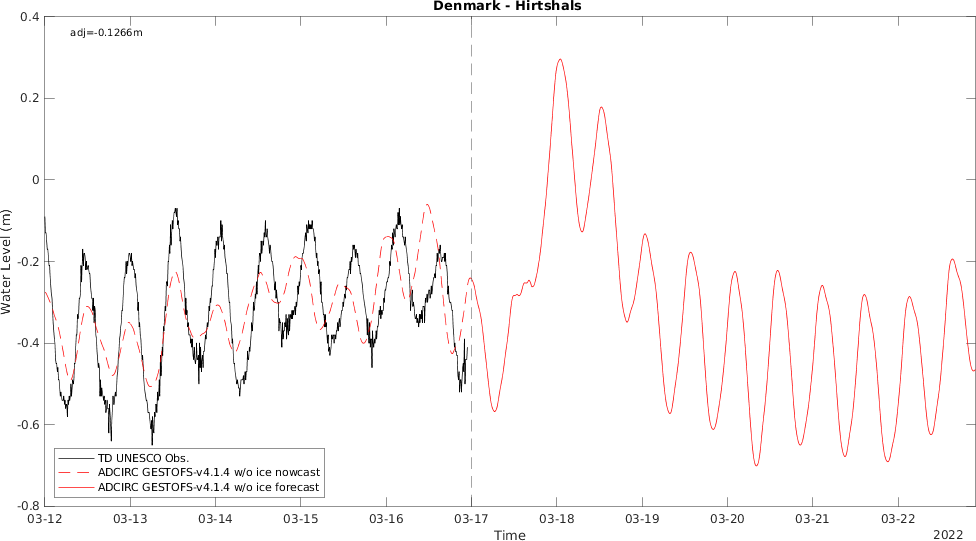 Denmark - Hirtshals
adj=-0.1266m
0.4
0.2
0
-0.2
-0.4
-0.6
-0.8
Water Level (m)
TD UNESCO Obs.
ADCIRC GESTOFS-v4.1.4 w/o ice nowcast
ADCIRC GESTOFS-v4.1.4 w/o ice forecast
03-12 03-13 03-14 03-15 03-16 03-17 03-18 03-19 03-20 03-21 03-22
Time
2022